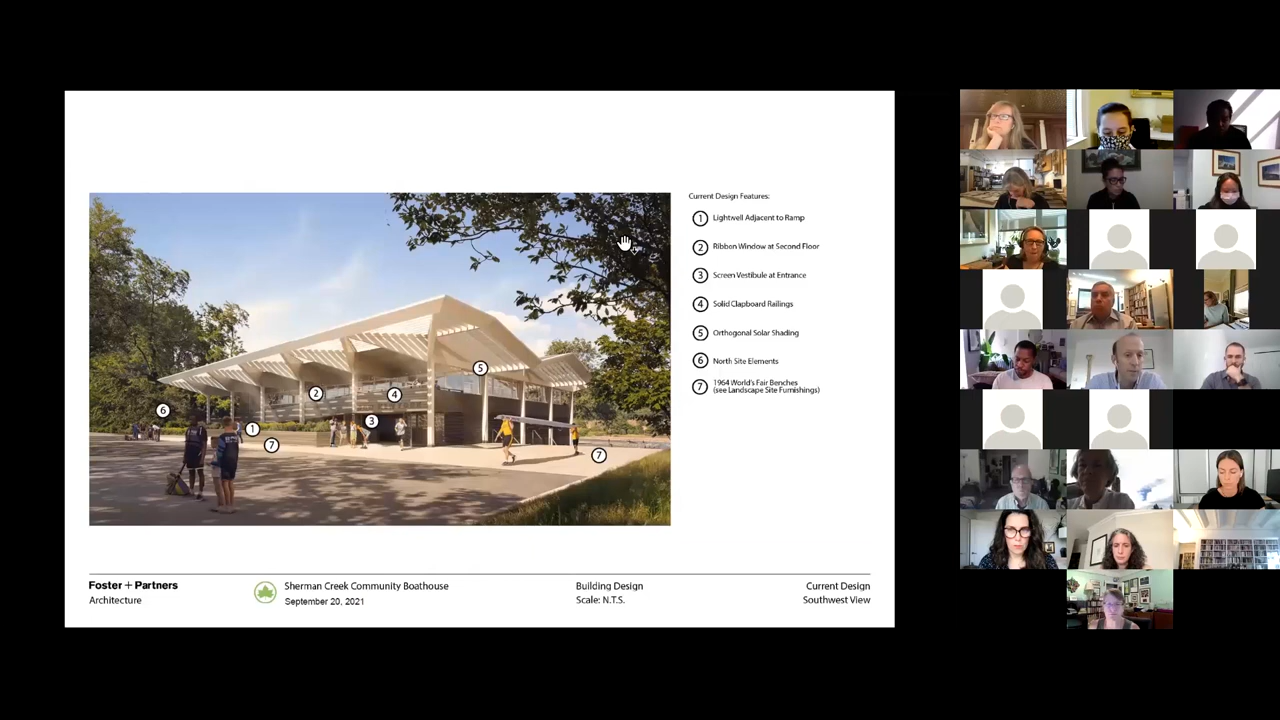 Current Design Features:
1 Lightwell Adjacent to Ramp
2 Ribbon Window at Second Floor
3 Screen Vestibule at Entrance
4 Solid Clapboard Railings
5 Orthogonal Solar Shading
6 North Site Elements
7 1964 World's Fair Benches
(see Landscape Site Furnishings)
5
2
4
6
3
1
7
7
Foster + Partners
Architecture
Sherman Creek Community Boathouse
September 20, 2021
Building Design
Scale: N.T.S.
Current Design
Southwest View